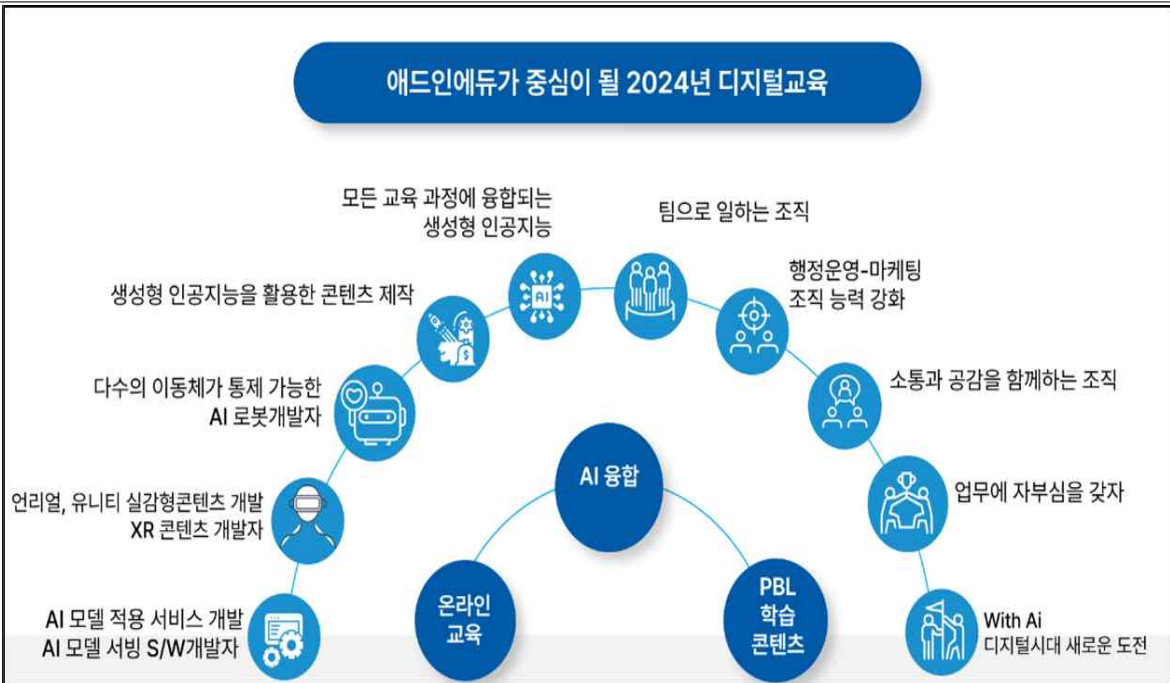 애드인에듀가 중심이 될 2024년 디지털교육
모든 교육 과정에 융합되는
생성형 인공지능
팀으로 일하는 조직
생성형 인공지능을 활용한 콘텐츠 제작
AI
행정운영-마케팅
조직 능력 강화
다수의 이동체가 통제 가능한
AI 로봇개발자
소통과 공감을 함께하는 조직
AI 융합
언리얼, 유니티 실감형콘텐츠 개발
XR 콘텐츠 개발자
업무에 자부심을 갖자
AI 모델 적용 서비스 개발
AI 모델 서빙 S/W개발자
온라인
교육
PBL
학습
콘텐츠
With Ai
디지털시대 새로운 도전